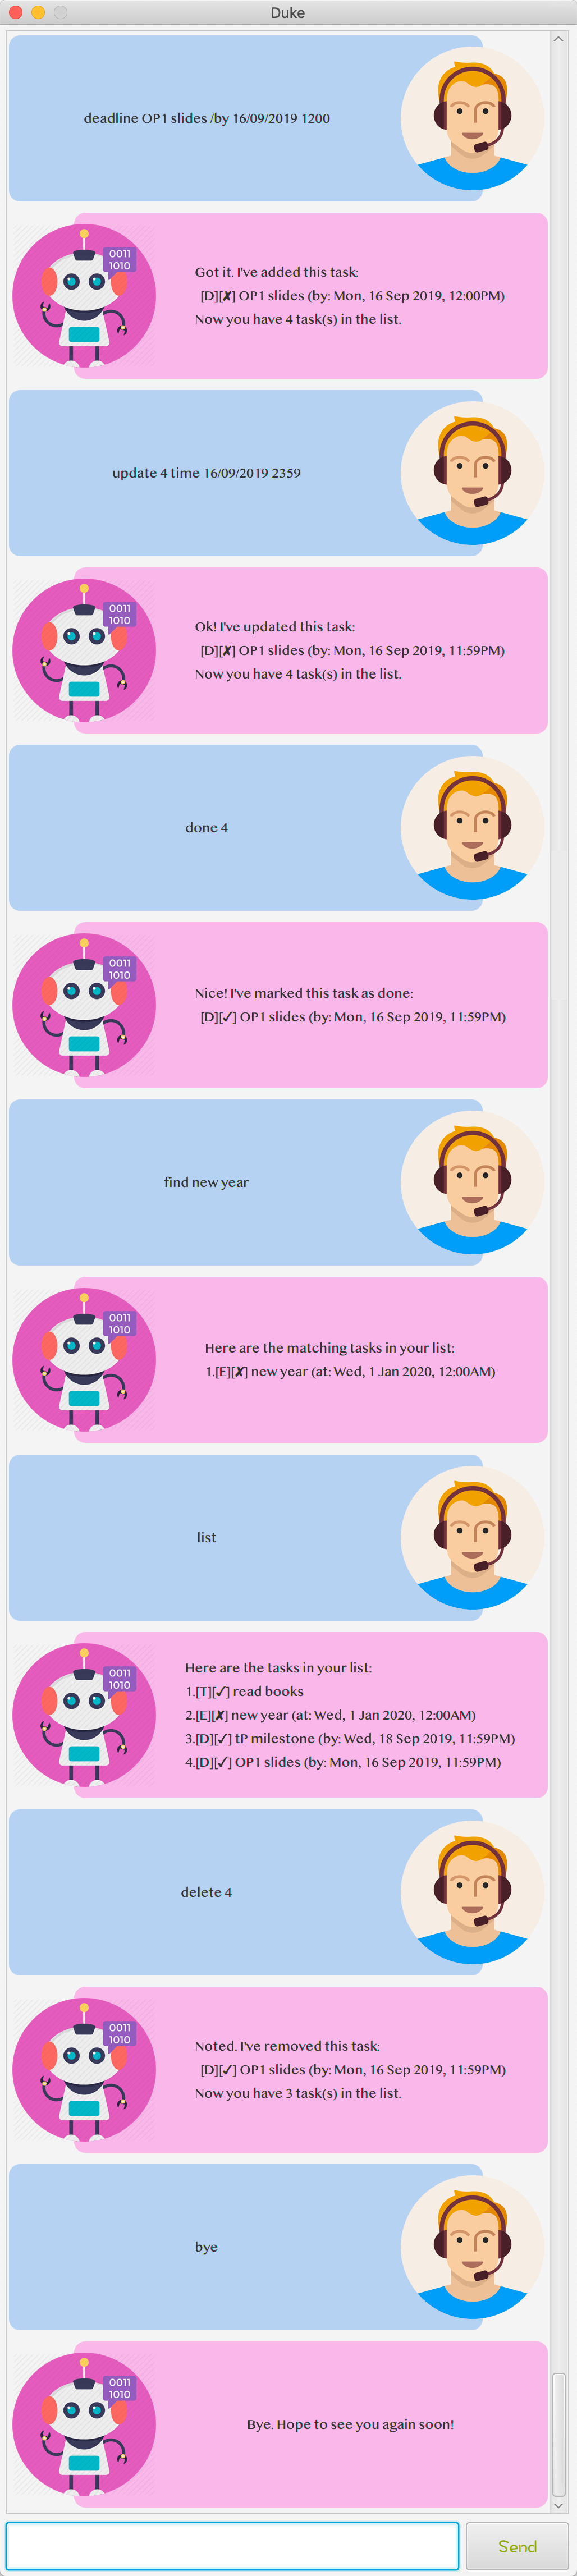 Duke
deadline OP1 slides /by 16/09/2019 1200
0011
1010
Got it. I've added this task:
[D][✘] OP1 slides (by: Mon, 16 Sep 2019, 12:00PM)
Now you have 4 task(s) in the list.
update 4 time 16/09/2019 2359
0011
1010
Ok! I've updated this task:
[D][✘] OP1 slides (by: Mon, 16 Sep 2019, 11:59PM)
Now you have 4 task(s) in the list.
done 4
0011
1010
Nice! I've marked this task as done:
[D][✓] OP1 slides (by: Mon, 16 Sep 2019, 11:59PM)
find new year
0011
1010
Here are the matching tasks in your list:
1.[E][✘] new year (at: Wed, 1 Jan 2020, 12:00AM)
list
0011
1010
Here are the tasks in your list:
1.[T][✓] read books
2.[E][✘] new year (at: Wed, 1 Jan 2020, 12:00AM)
3.[D][✓] tP milestone (by: Wed, 18 Sep 2019, 11:59PM)
4.[D][✓] OP1 slides (by: Mon, 16 Sep 2019, 11:59PM)
delete 4
0011
1010
Noted. I've removed this task:
[D][✓] OP1 slides (by: Mon, 16 Sep 2019, 11:59PM)
Now you have 3 task(s) in the list.
bye
0011
1010
Bye. Hope to see you again soon!
Send